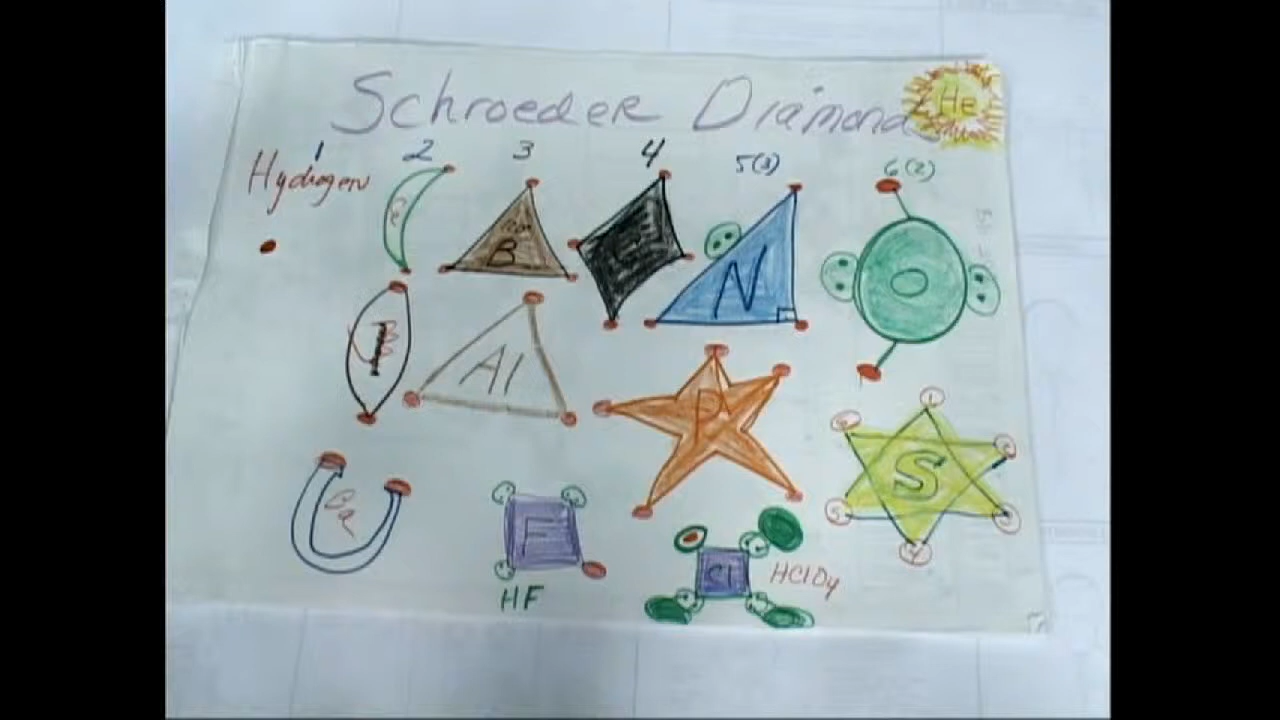 Schroeder Diamond
He
1 2 3 4 5(3) 6(2)
Hydrogen
B
N
O
Al
P
S
F
Cl
HClO4
HF